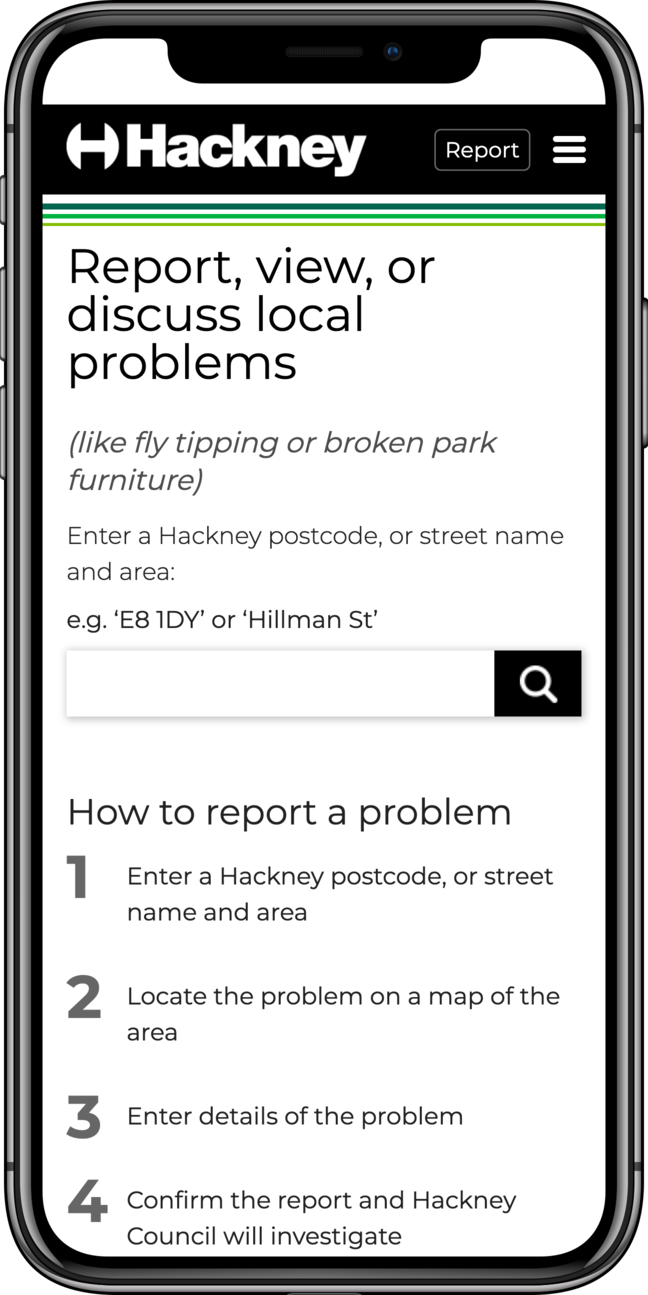 Hackney
Report
Report, view, or
discuss local
problems
(like fly tipping or broken park
furniture)
Enter a Hackney postcode, or street name
and area:
e.g. ‘E8 1DY’ or ‘Hillman St’
How to report a problem
1
Enter a Hackney postcode, or street
name and area
2
Locate the problem on a map of the
area
3
Enter details of the problem
4
Confirm the report and Hackney
Council will investigate